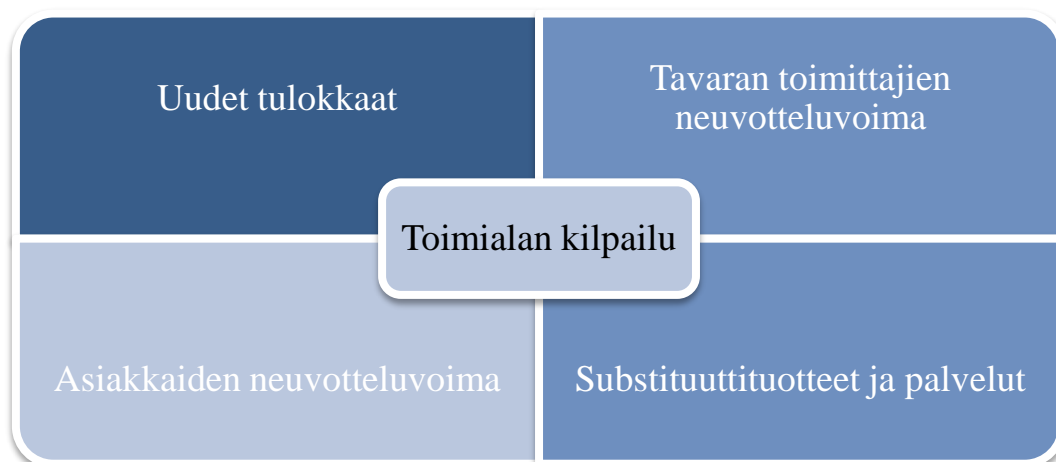 Uudet tulokkaat
Tavaran toimittajien
neuvotteluvoima
Toimialan kilpailu
Asiakkaiden neuvotteluvoima
Substituuttituotteet ja palvelut